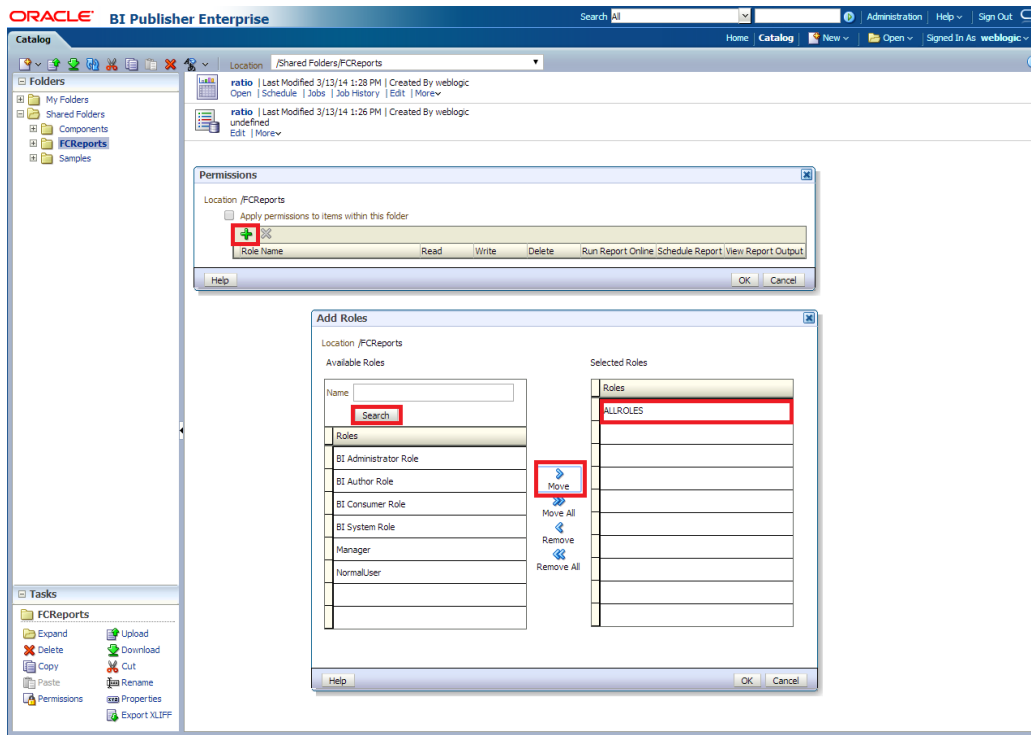 ORACLE BI Publisher Enterprise
Search All
Administration Help Sign Out
Catalog
Home Catalog New Open Signed In As weblogic
Location /Shared Folders/FCReports
Folders
My Folders
Shared Folders
Components
FCReports
Samples
ratio | Last Modified 3/13/14 1:28 PM | Created By weblogic
Open | Schedule | Jobs | Job History | Edit | More
ratio | Last Modified 3/13/14 1:26 PM | Created By weblogic
undefined
Edit | More
Permissions
Location /FCReports
Apply permissions to items within this folder
Role Name Read Write Delete Run Report Online Schedule Report View Report Output
Help OK Cancel
Add Roles
Location /FCReports
Available Roles
Name
Search
Roles
BI Administrator Role
BI Author Role
BI Consumer Role
BI System Role
Manager
NormalUser
Move
Move All
Remove
Remove All
Selected Roles
Roles
ALLROLES
Help OK Cancel
Tasks
FCReports
Expand Upload
Delete Download
Copy Cut
Paste Rename
Permissions Properties
Export XLIFF